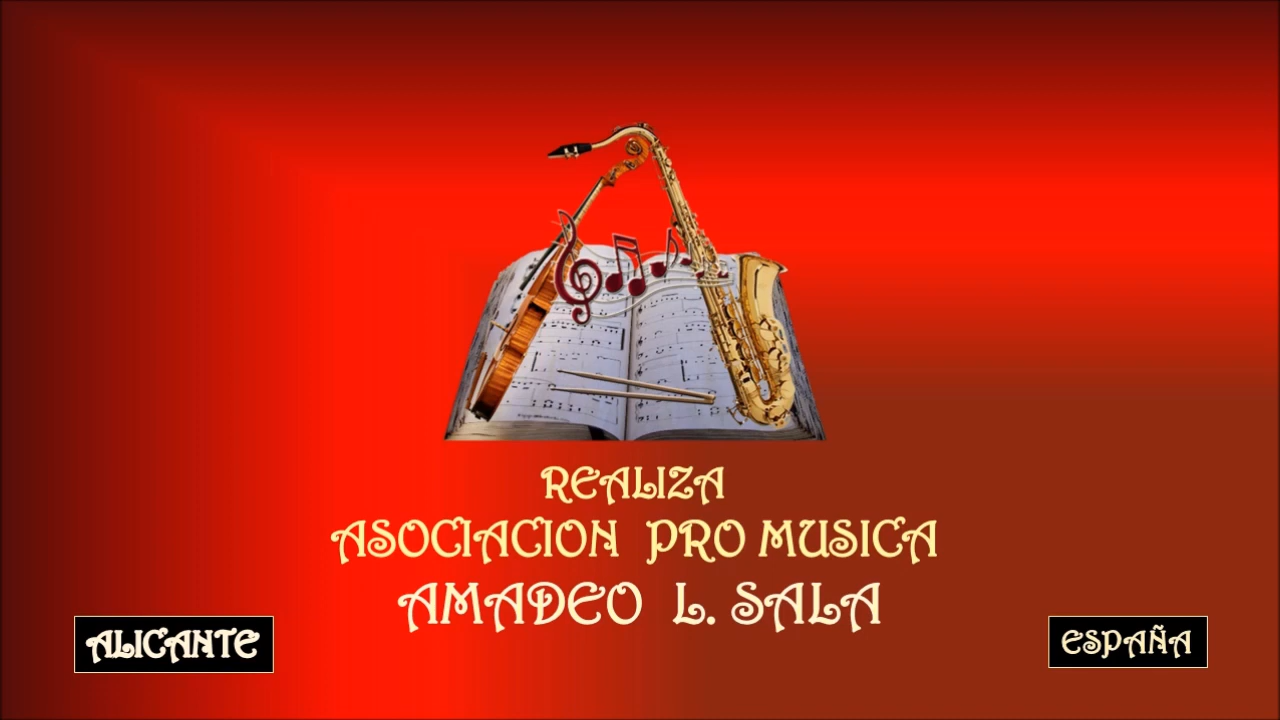 REALIZA
ASOCIACION PRO MUSICA
AMADEO L. SALA
ALICANTE
ESPAÑA